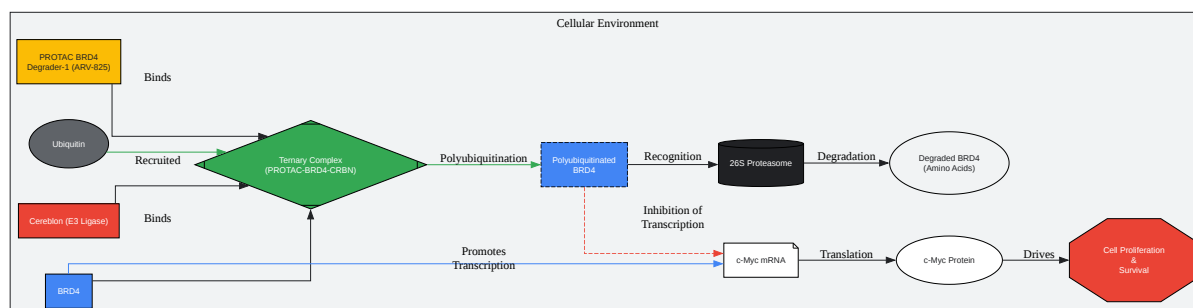 Cellular Environment
PROTAC BRD4
Degrader-1 (ARV-825)
Binds
Ubiquitin
Recruited
Ternary Complex
(PROTAC-BRD4-CRBN)
Polyubiquitination
Polyubiquitinated
BRD4
Recognition
26S Proteasome
Degradation
Degraded BRD4
(Amino Acids)
Cereblon (E3 Ligase)
Binds
Inhibition of
Transcription
Promotes
Transcription
c-Myc mRNA
Translation
c-Myc Protein
Drives
Cell Proliferation
&
Survival
BRD4